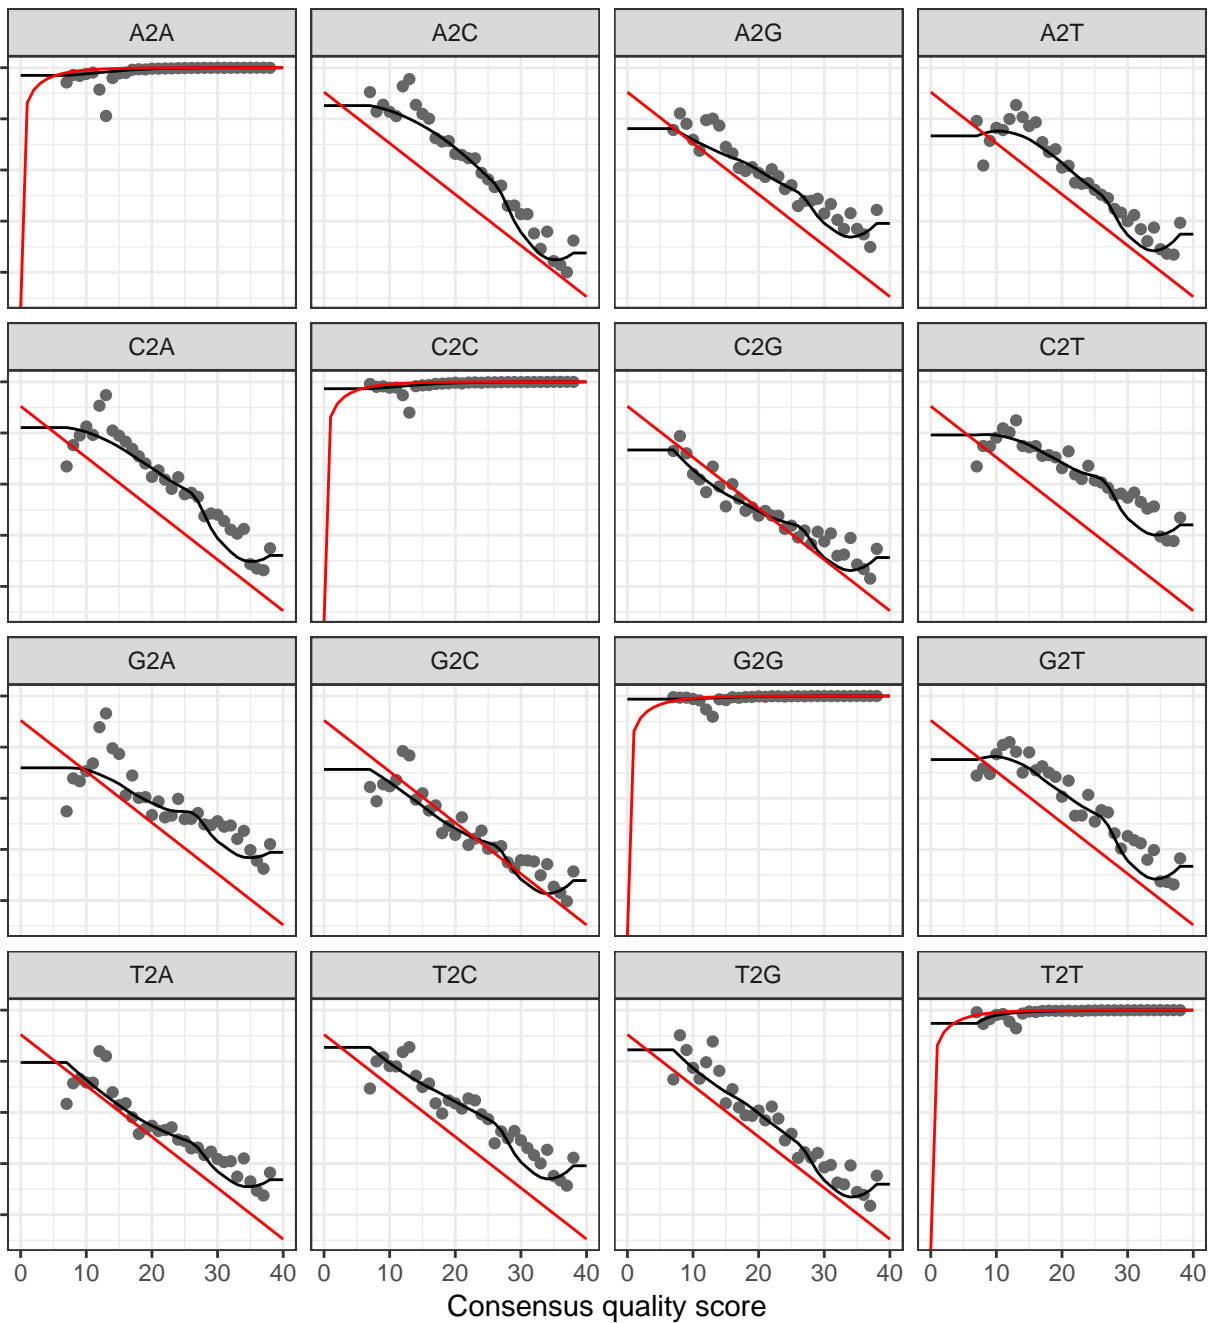 A2A A2C A2G A2T
C2A C2C C2G C2T
G2A G2C G2G G2T
T2A T2C T2G T2T
0 10 20 30 40 0 10 20 30 40 0 10 20 30 40 0 10 20 30 40
Consensus quality score